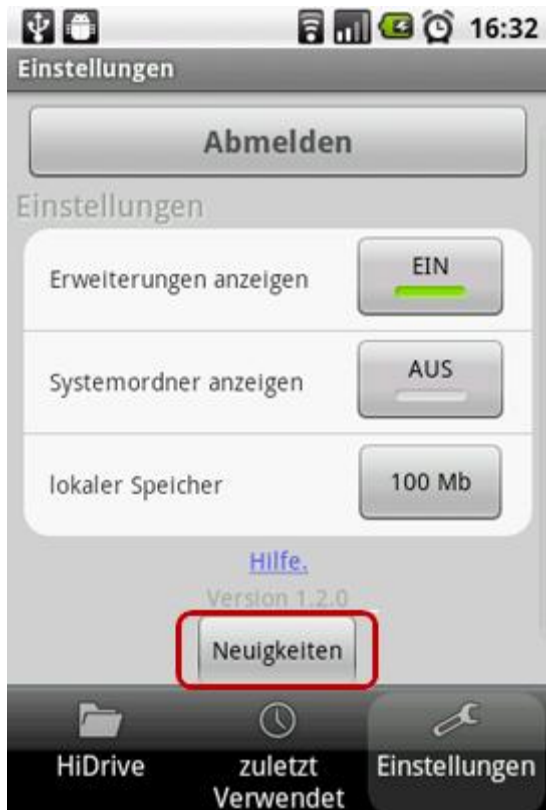 16:32
Einstellungen
Abmelden
Einstellungen
Erweiterungen anzeigen
EIN
Systemordner anzeigen
AUS
lokaler Speicher
100 Mb
Hilfe.
Version 1.2.0
Neuigkeiten
HiDrive
zuletzt
Verwendet
Einstellungen